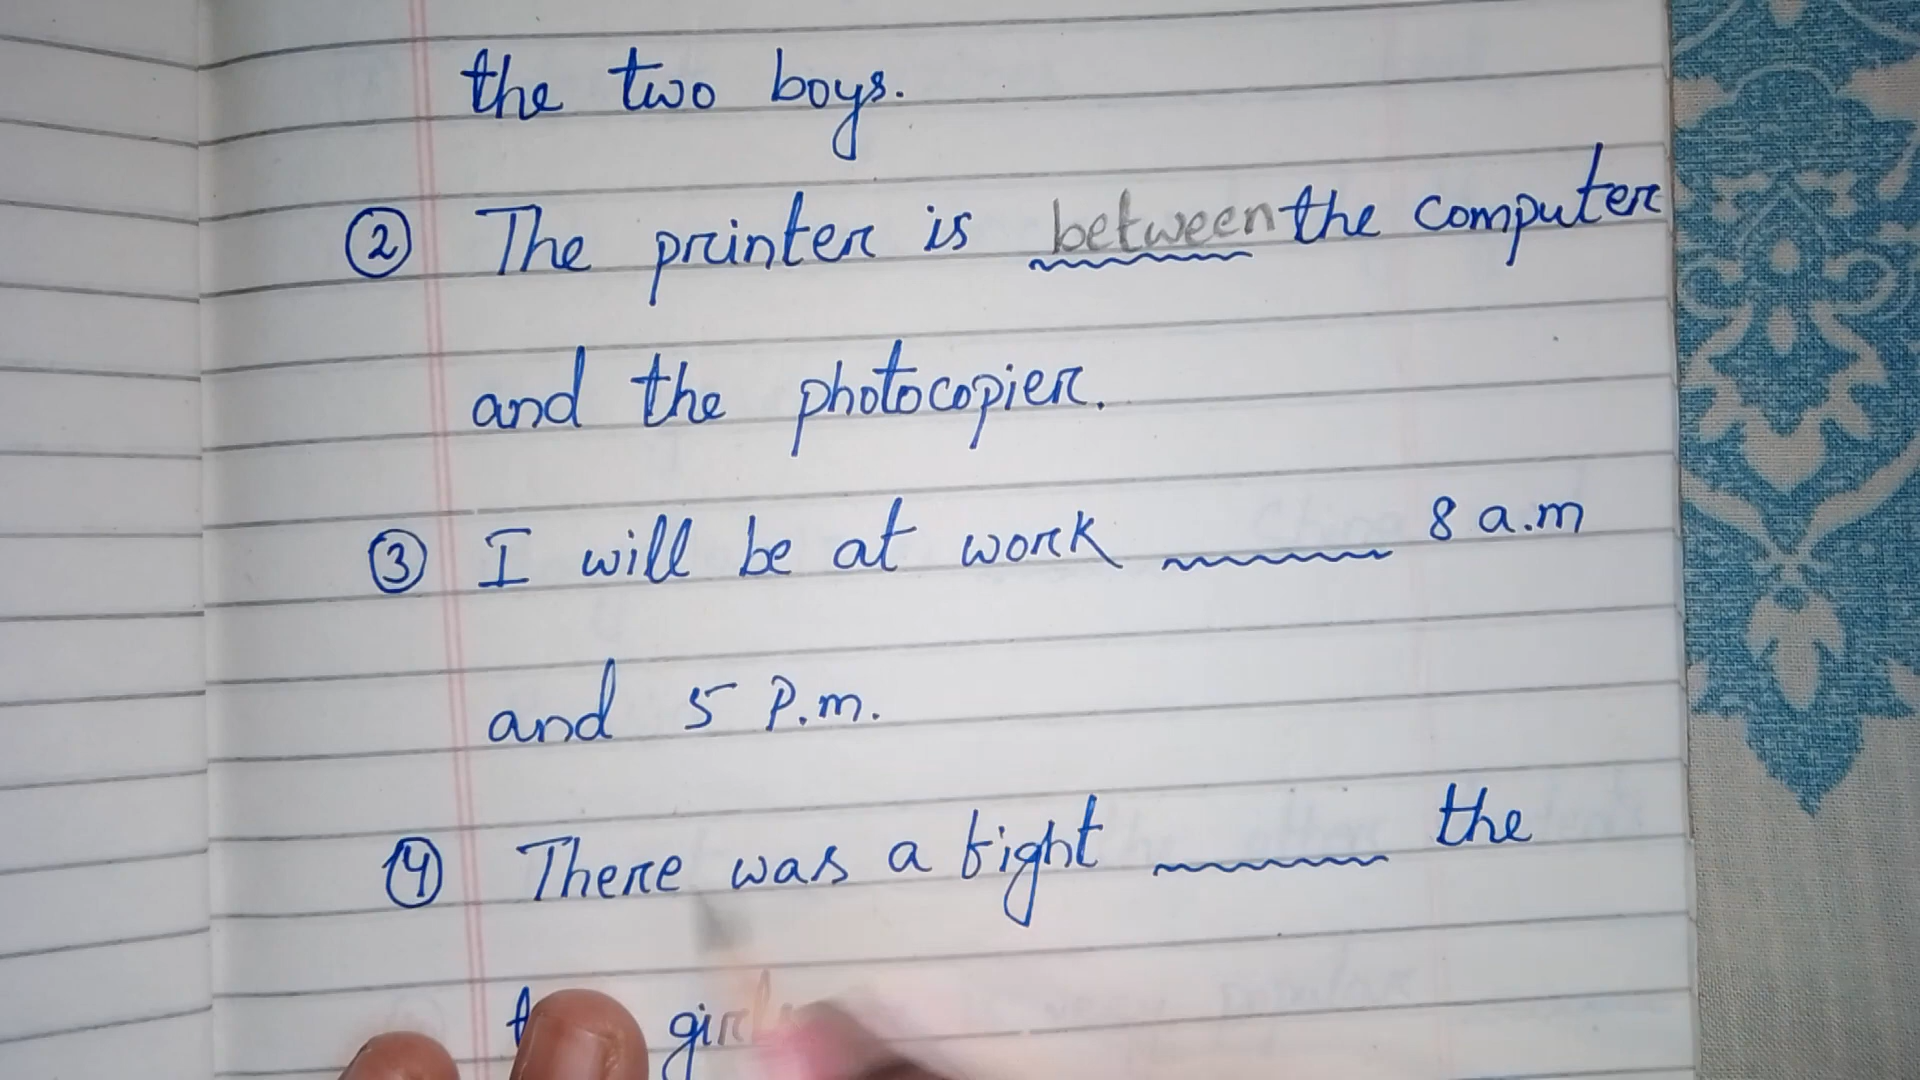 the two boys.
② The printer is between the computer
and the photocopier.
③ I will be at work 8 a.m
and 5 P.m.
④ There was a fight the
girls